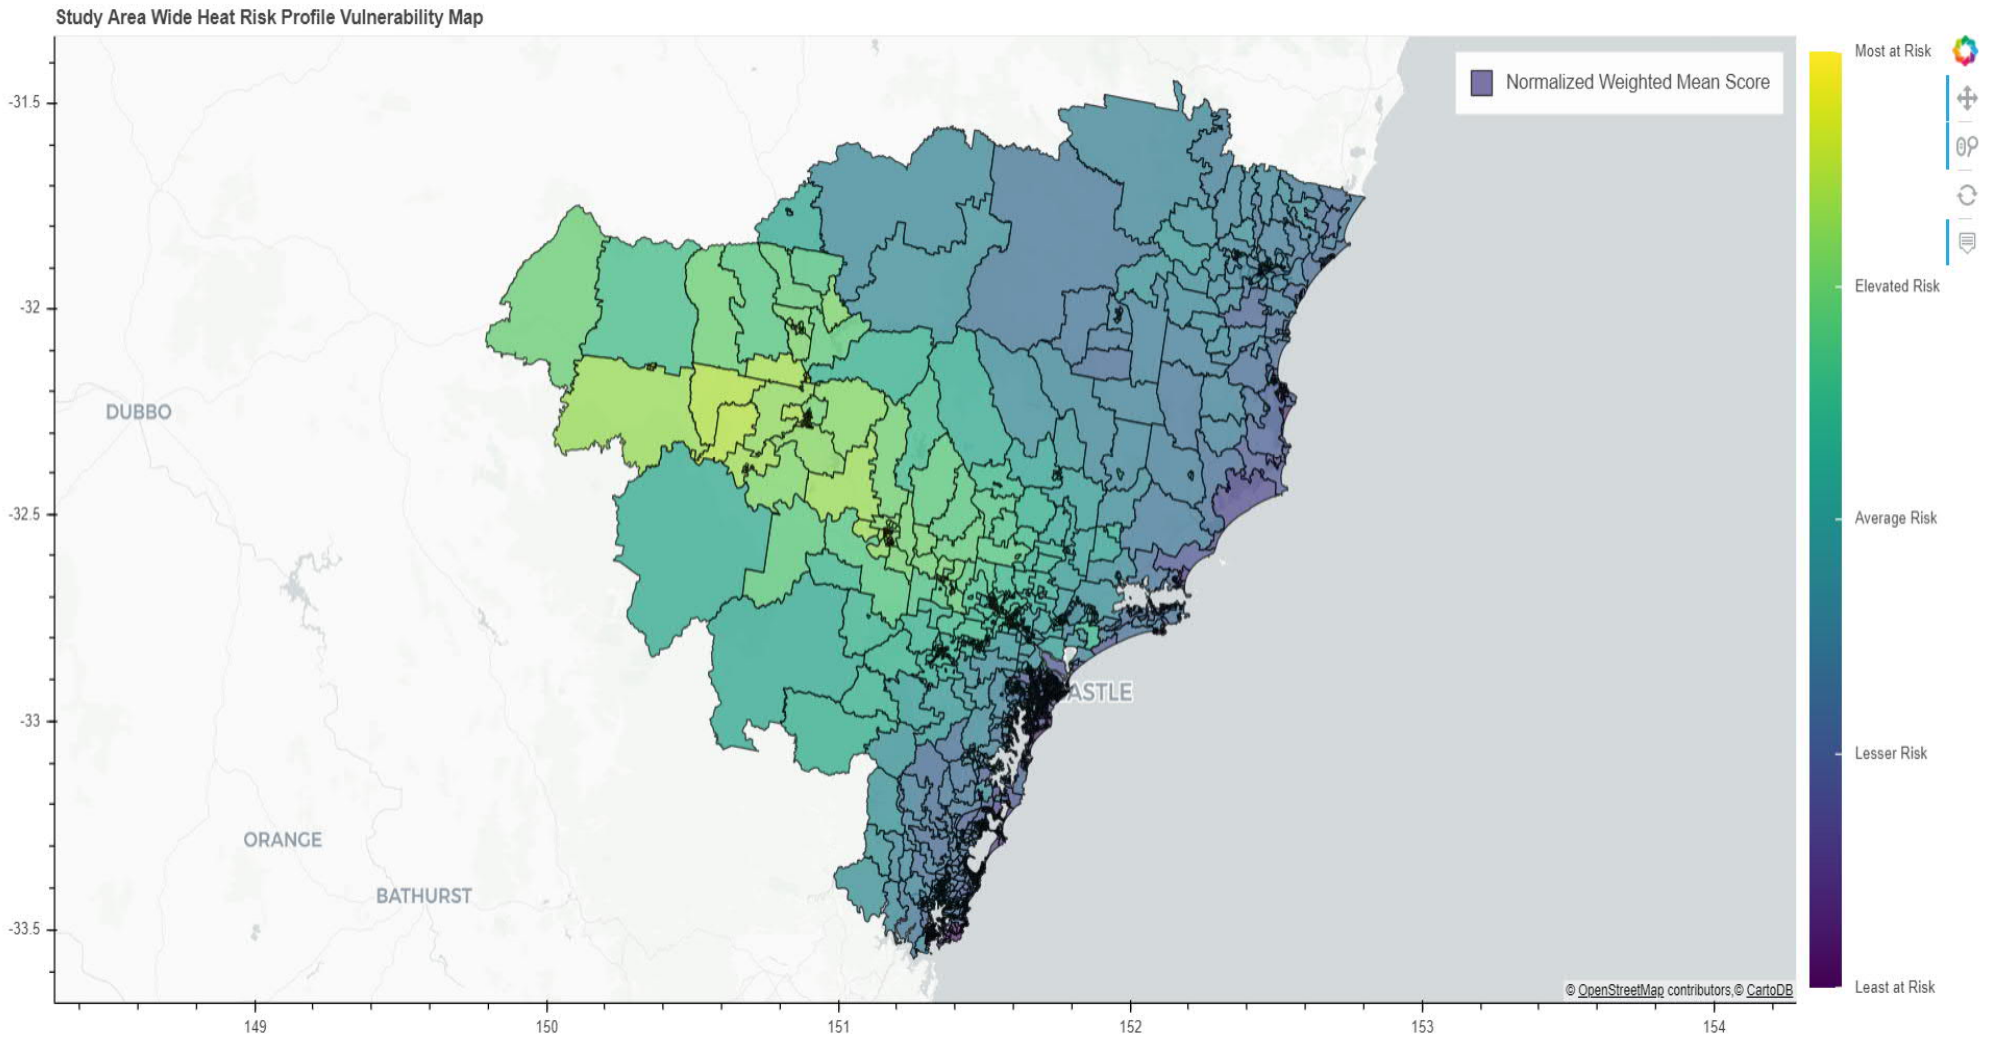 Study Area Wide Heat Risk Profile Vulnerability Map
Normalized Weighted Mean Score
Most at Risk
Elevated Risk
Average Risk
Lesser Risk
Least at Risk
-31.5
-32
-32.5
-33
-33.5
DUBBO
ASTLE
ORANGE
BATHURST
© OpenStreetMap contributors,© CartoDB
149
150
151
152
153
154